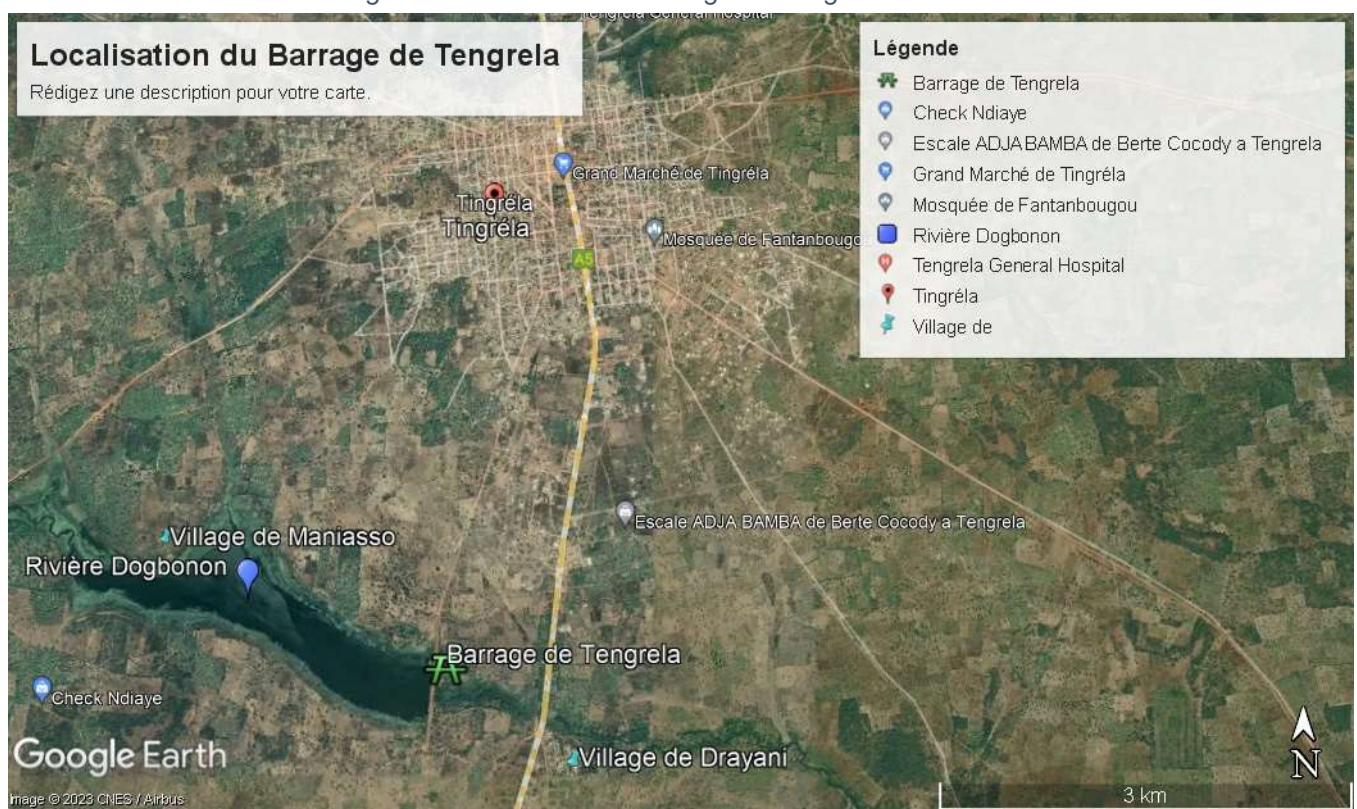 Tengrela General Hospital
Localisation du Barrage de Tengrela
Rédigez une description pour votre carte.
Légende
Barrage de Tengrela
Check Ndiaye
Escale ADJA BAMBA de Berte Cocody a Tengrela
Grand Marché de Tingréla
Mosquée de Fantanbougou
Rivière Dogbonon
Tengrela General Hospital
Tingréla
Village de
Grand Marché de Tingréla
Tingréla
Tingréla
Mosquée de Fantanbougo
A5
Escale ADJA BAMBA de Berte Cocody a Tengrela
Village de Maniasso
Rivière Dogbonon
Barrage de Tengrela
Check Ndiaye
Google Earth
Village de Drayani
N
Image © 2023 CNES / Airbus
3 km